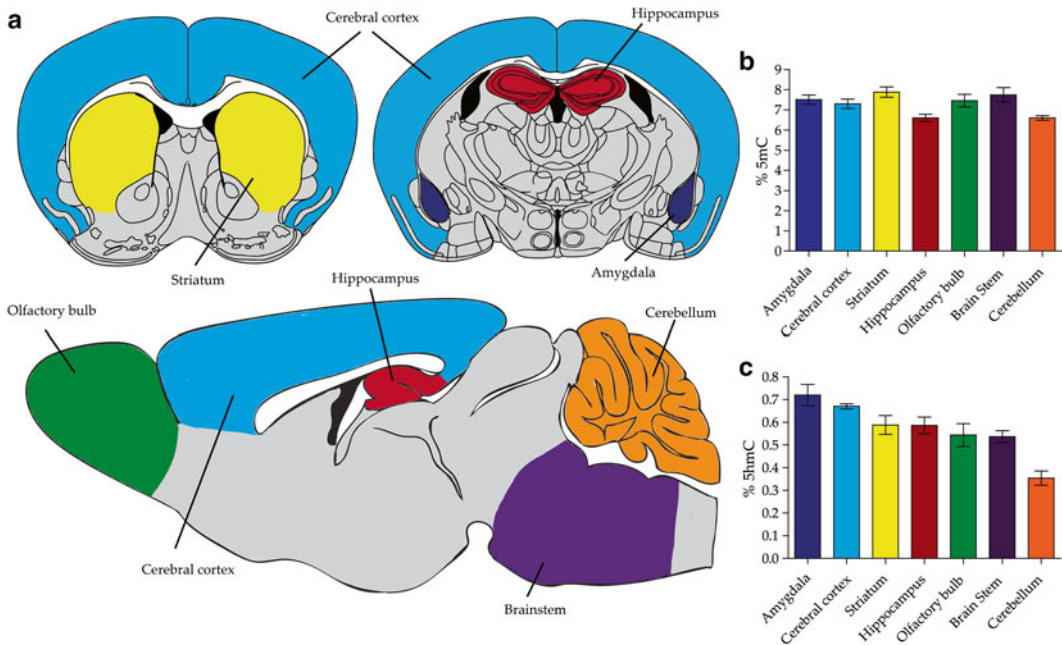 a
Cerebral cortex
Hippocampus
Striatum
Amygdala
Olfactory bulb
Hippocampus
Cerebellum
Cerebral cortex
Brainstem
b
% 5mC
9
8
7
6
5
4
3
2
1
0
Amygdala
Cerebral cortex
Striatum
Hippocampus
Olfactory bulb
Brain Stem
Cerebellum
c
% 5hmC
0.8
0.7
0.6
0.5
0.4
0.3
0.2
0.1
0.0
Amygdala
Cerebral cortex
Striatum
Hippocampus
Olfactory bulb
Brain Stem
Cerebellum